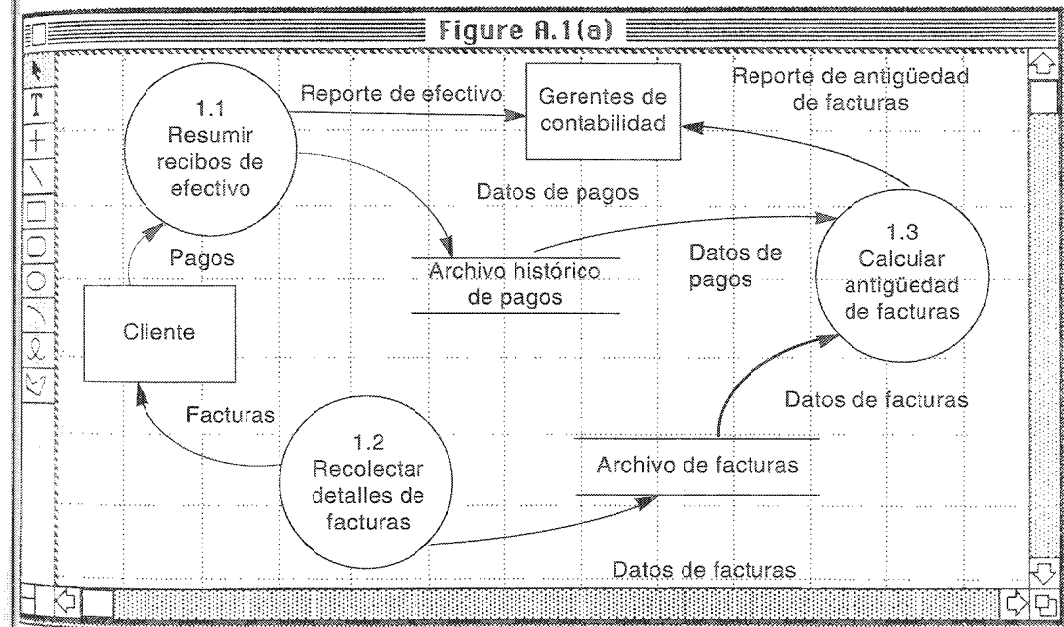 Figure A.1(a)
1.1
Resumir
recibos de
efectivo
Reporte de efectivo
Gerentes de
contabilidad
Reporte de antigüedad
de facturas
Datos de pagos
Pagos
Archivo histórico
de pagos
Datos de
pagos
1.3
Calcular
antigüedad
de facturas
Cliente
Facturas
Datos de facturas
1.2
Recolectar
detalles de
facturas
Archivo de facturas
Datos de facturas
T